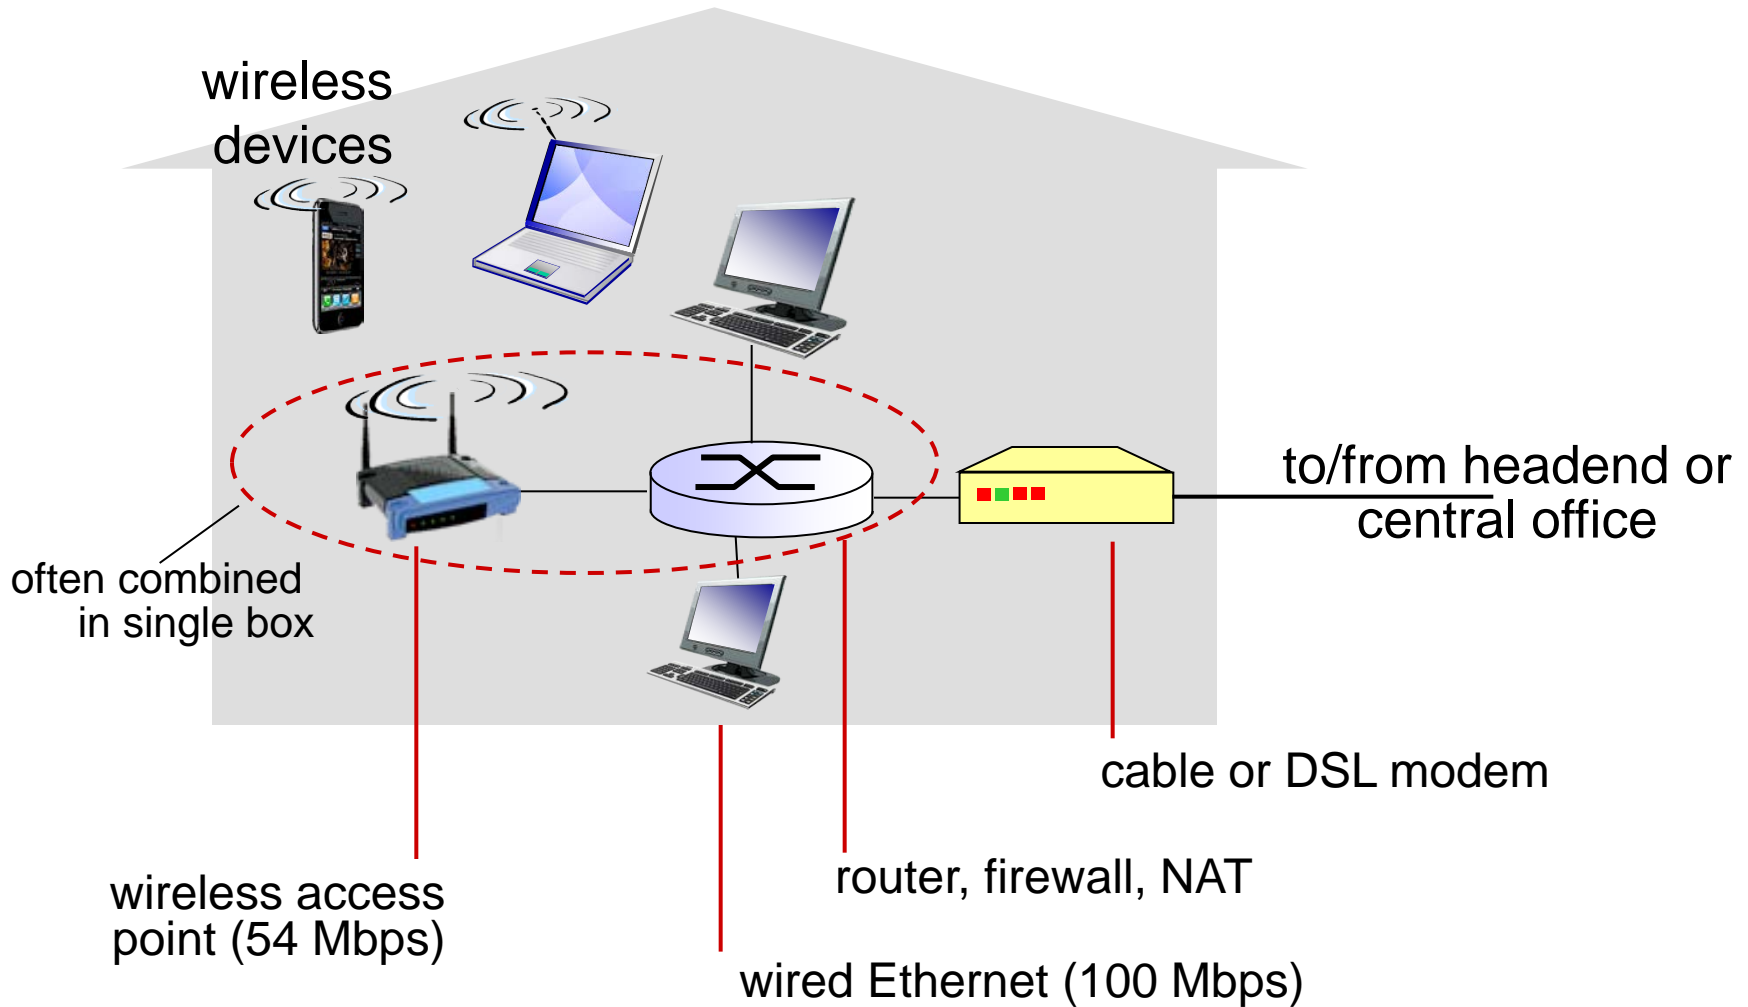 wireless
devices
to/from headend or
central office
often combined
in single box
cable or DSL modem
router, firewall, NAT
wireless access
point (54 Mbps)
wired Ethernet (100 Mbps)